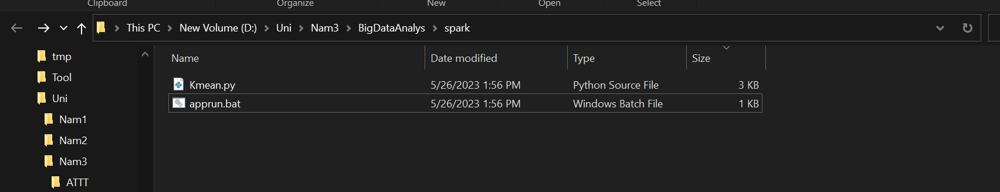 Clipboard Organize New Open Select
This PC New Volume (D:) Uni Nam3 BigDataAnalys spark
tmp
Tool
Uni
Nam1
Nam2
Nam3
ATTT
Name Date modified Type Size
Kmean.py 5/26/2023 1:56 PM Python Source File 3 KB
apprun.bat 5/26/2023 1:56 PM Windows Batch File 1 KB